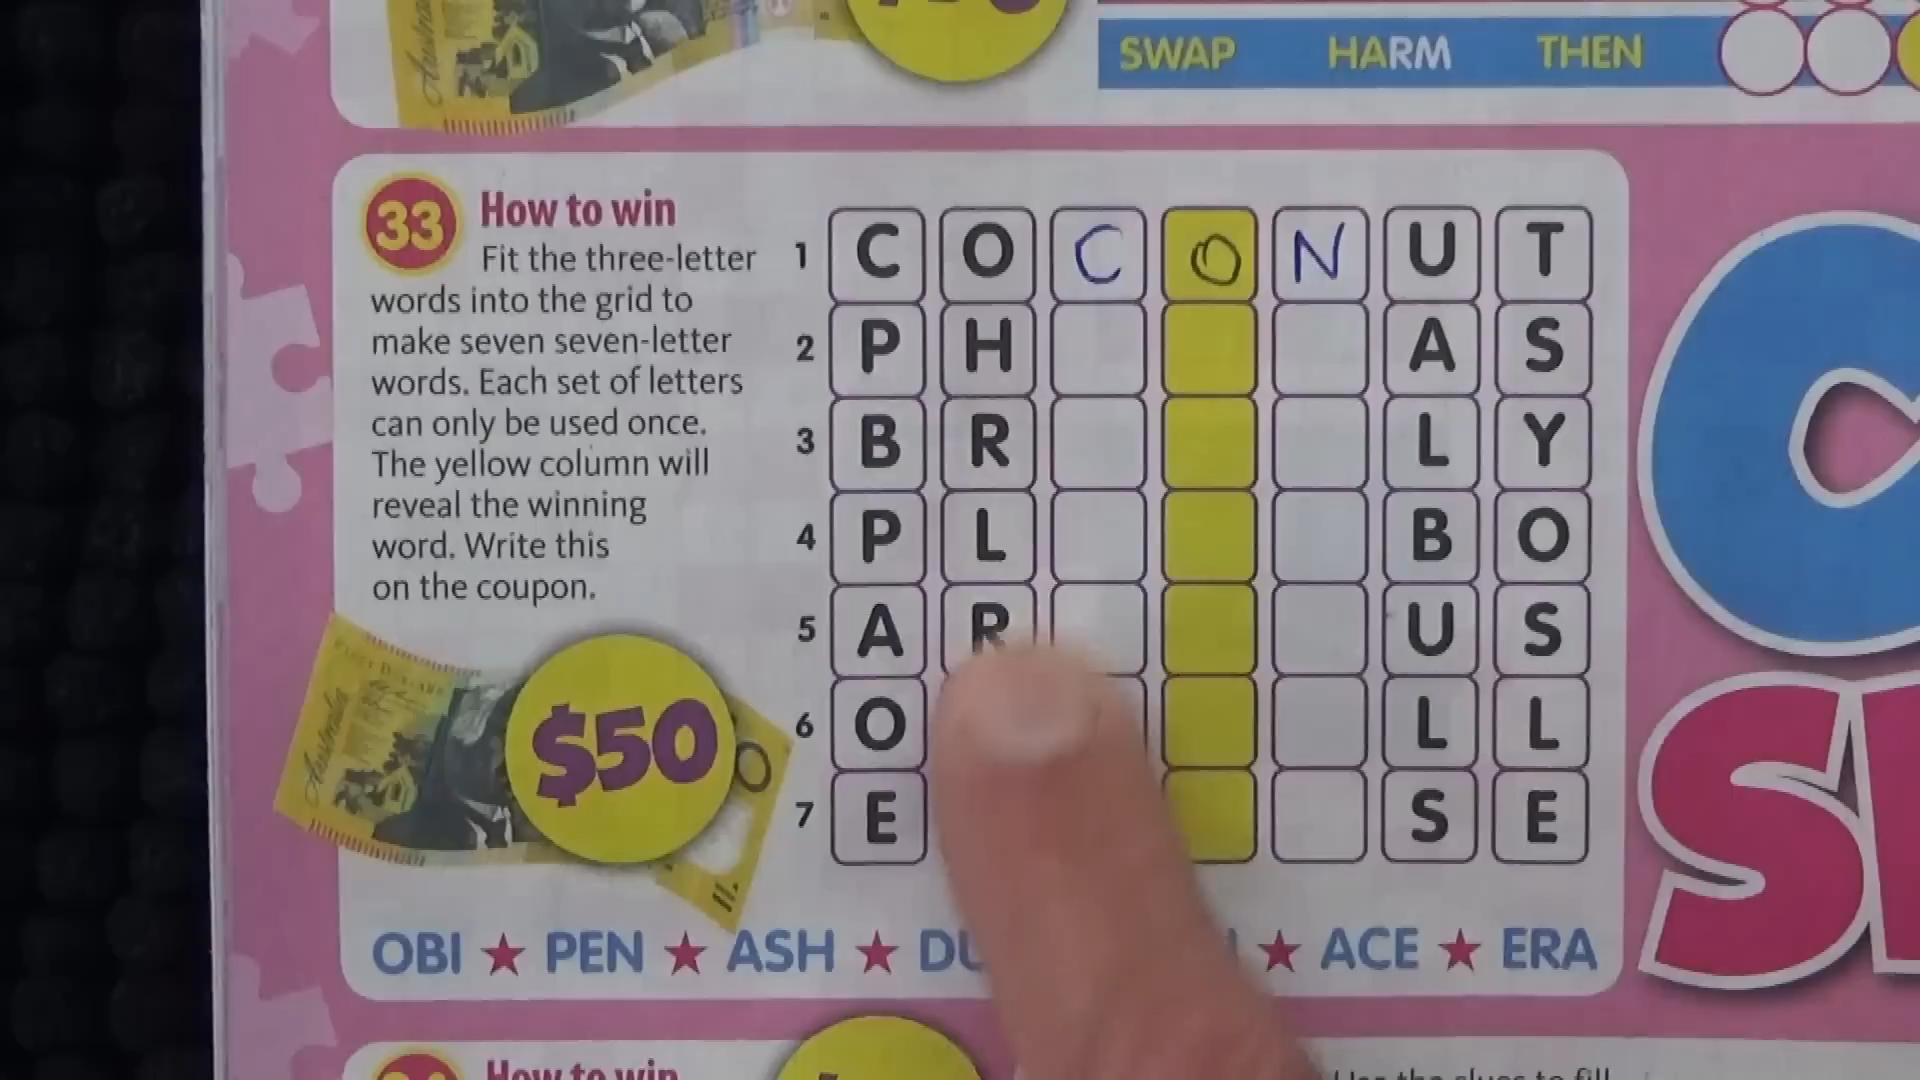 SWAP HARM THEN
33 How to win
Fit the three-letter
words into the grid to
make seven seven-letter
words. Each set of letters
can only be used once.
The yellow column will
reveal the winning
word. Write this
on the coupon.
$50
1 C O C O N U T
2 P H A S
3 B R L Y
4 P L B O
5 A R U S
6 O L L
7 E S E
OBI ★ PEN ★ ASH ★ ★ ACE ★ ERA
How to win